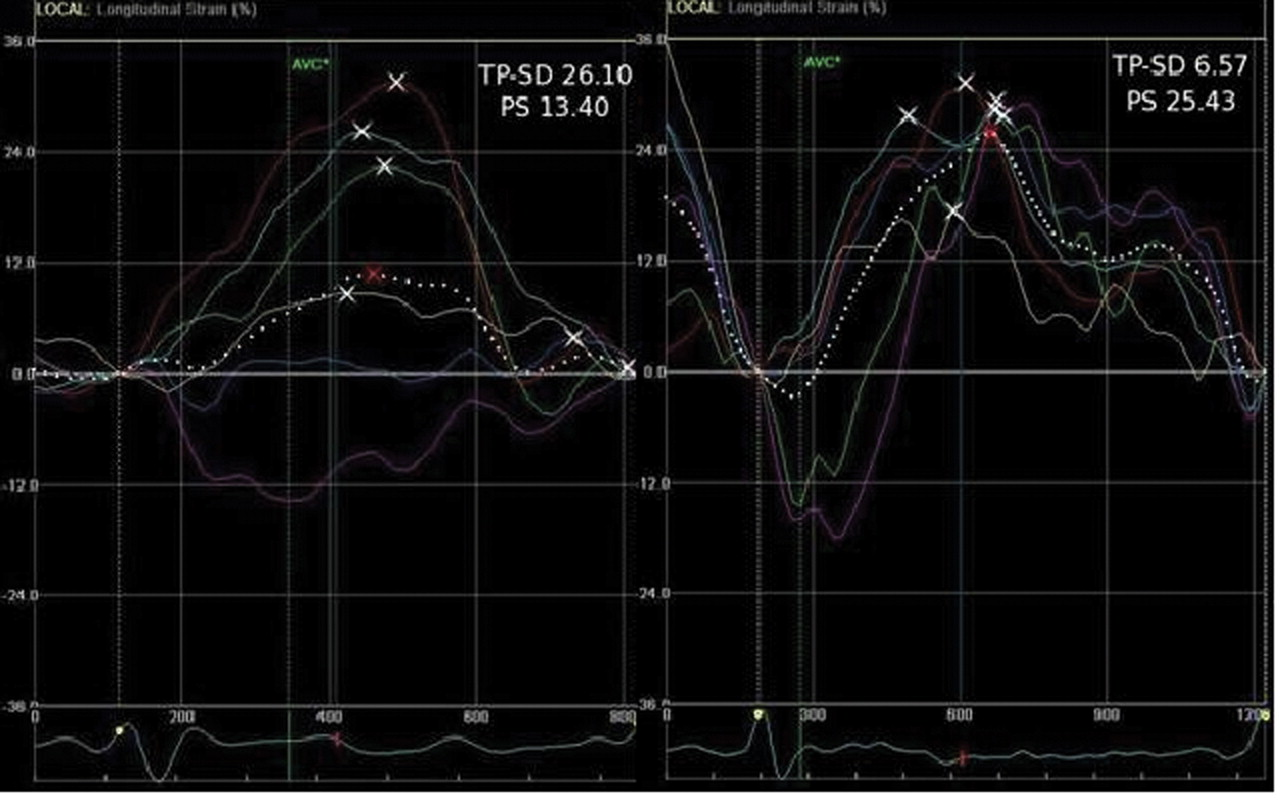 LOCAL: Longitudinal Strain (%)
36.0
AVC*
TP-SD 26.10
PS 13.40
24.0
12.0
0.0
-12.0
-24.0
-36.0
0 200 400 600 800
LOCAL: Longitudinal Strain (%)
36.0
AVC*
TP-SD 6.57
PS 25.43
24.0
12.0
0.0
-12.0
-24.0
-36.0
0 300 600 900